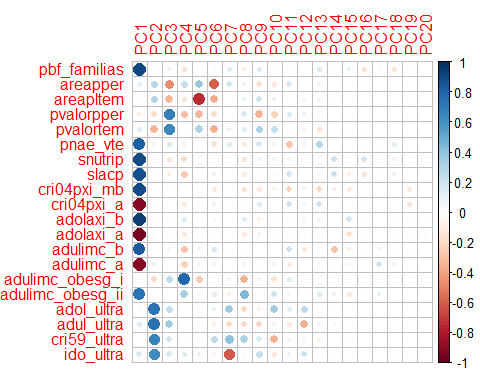 PC1 PC2 PC3 PC4 PC5 PC6 PC7 PC8 PC9 PC10 PC11 PC12 PC13 PC14 PC15 PC16 PC17 PC18 PC19 PC20
pbf_familias
areapper
areapltem
pvalorpper
pvalortem
pnae_vte
snutrip
slacp
cri04pxi_mb
cri04pxi_a
adolaxi_b
adolaxi_a
adulimc_b
adulimc_a
adulimc_obesg_i
adulimc_obesg_ii
adol_ultra
adul_ultra
cri59_ultra
ido_ultra
1
0.8
0.6
0.4
0.2
0
-0.2
-0.4
-0.6
-0.8
-1